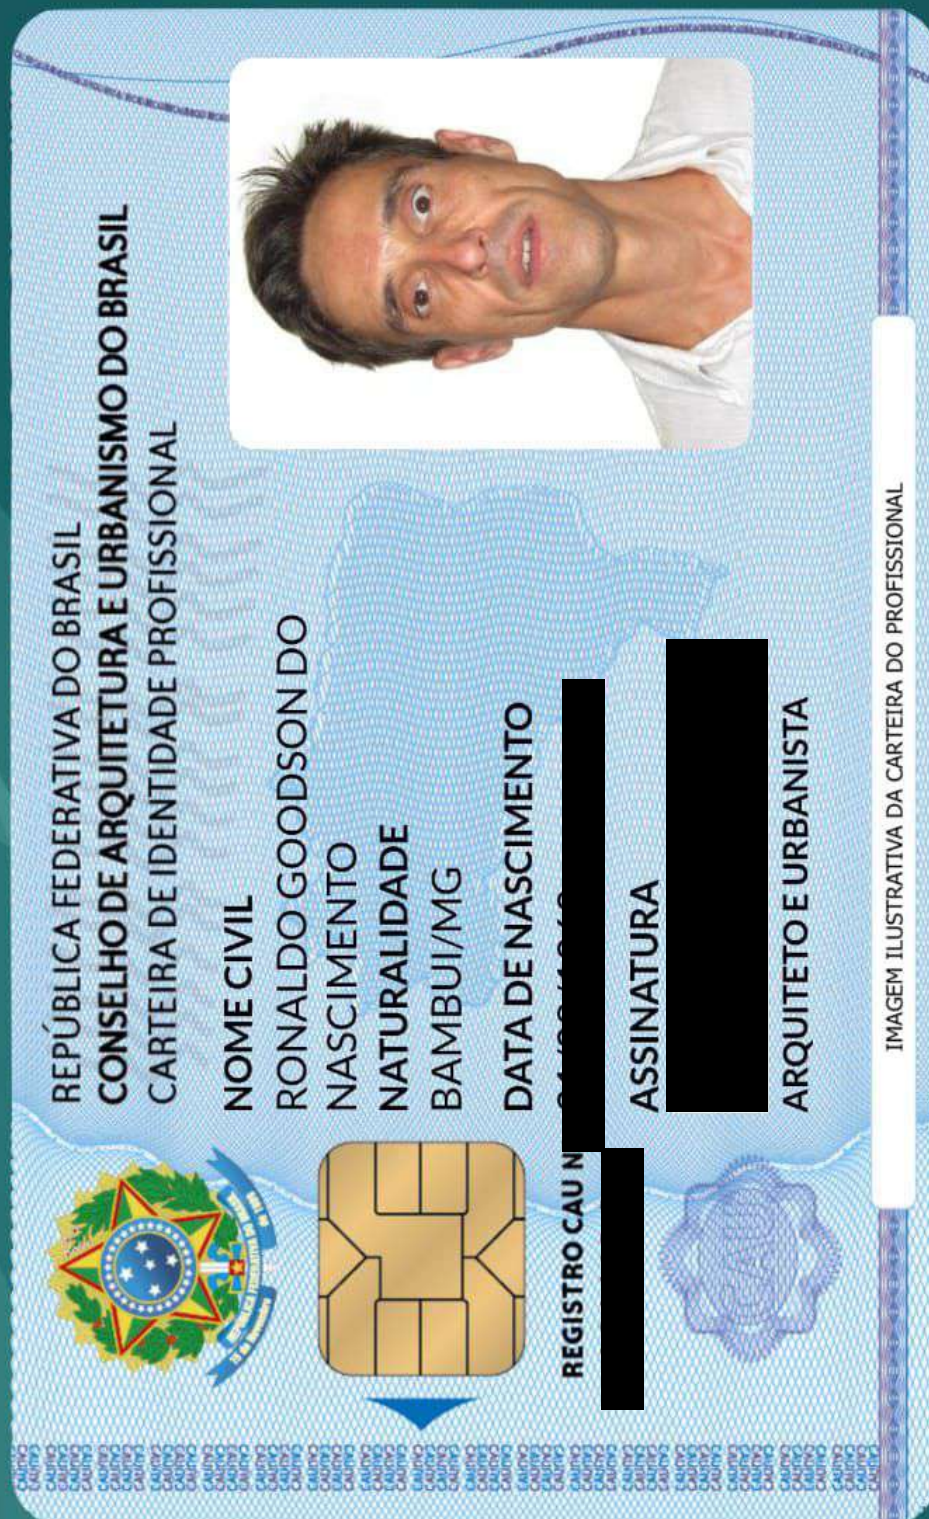 REPÚBLICA FEDERATIVA DO BRASIL
CONSELHO DE ARQUITETURA E URBANISMO DO BRASIL
CARTEIRA DE IDENTIDADE PROFISSIONAL
NOME CIVIL
RONALDO GOODSON DO
NASCIMENTO
NATURALIDADE
BAMBUI/MG
DATA DE NASCIMENTO
REGISTRO CAU N
ASSINATURA
ARQUITETO E URBANISTA
IMAGEM ILUSTRATIVA DA CARTEIRA DO PROFISSIONAL